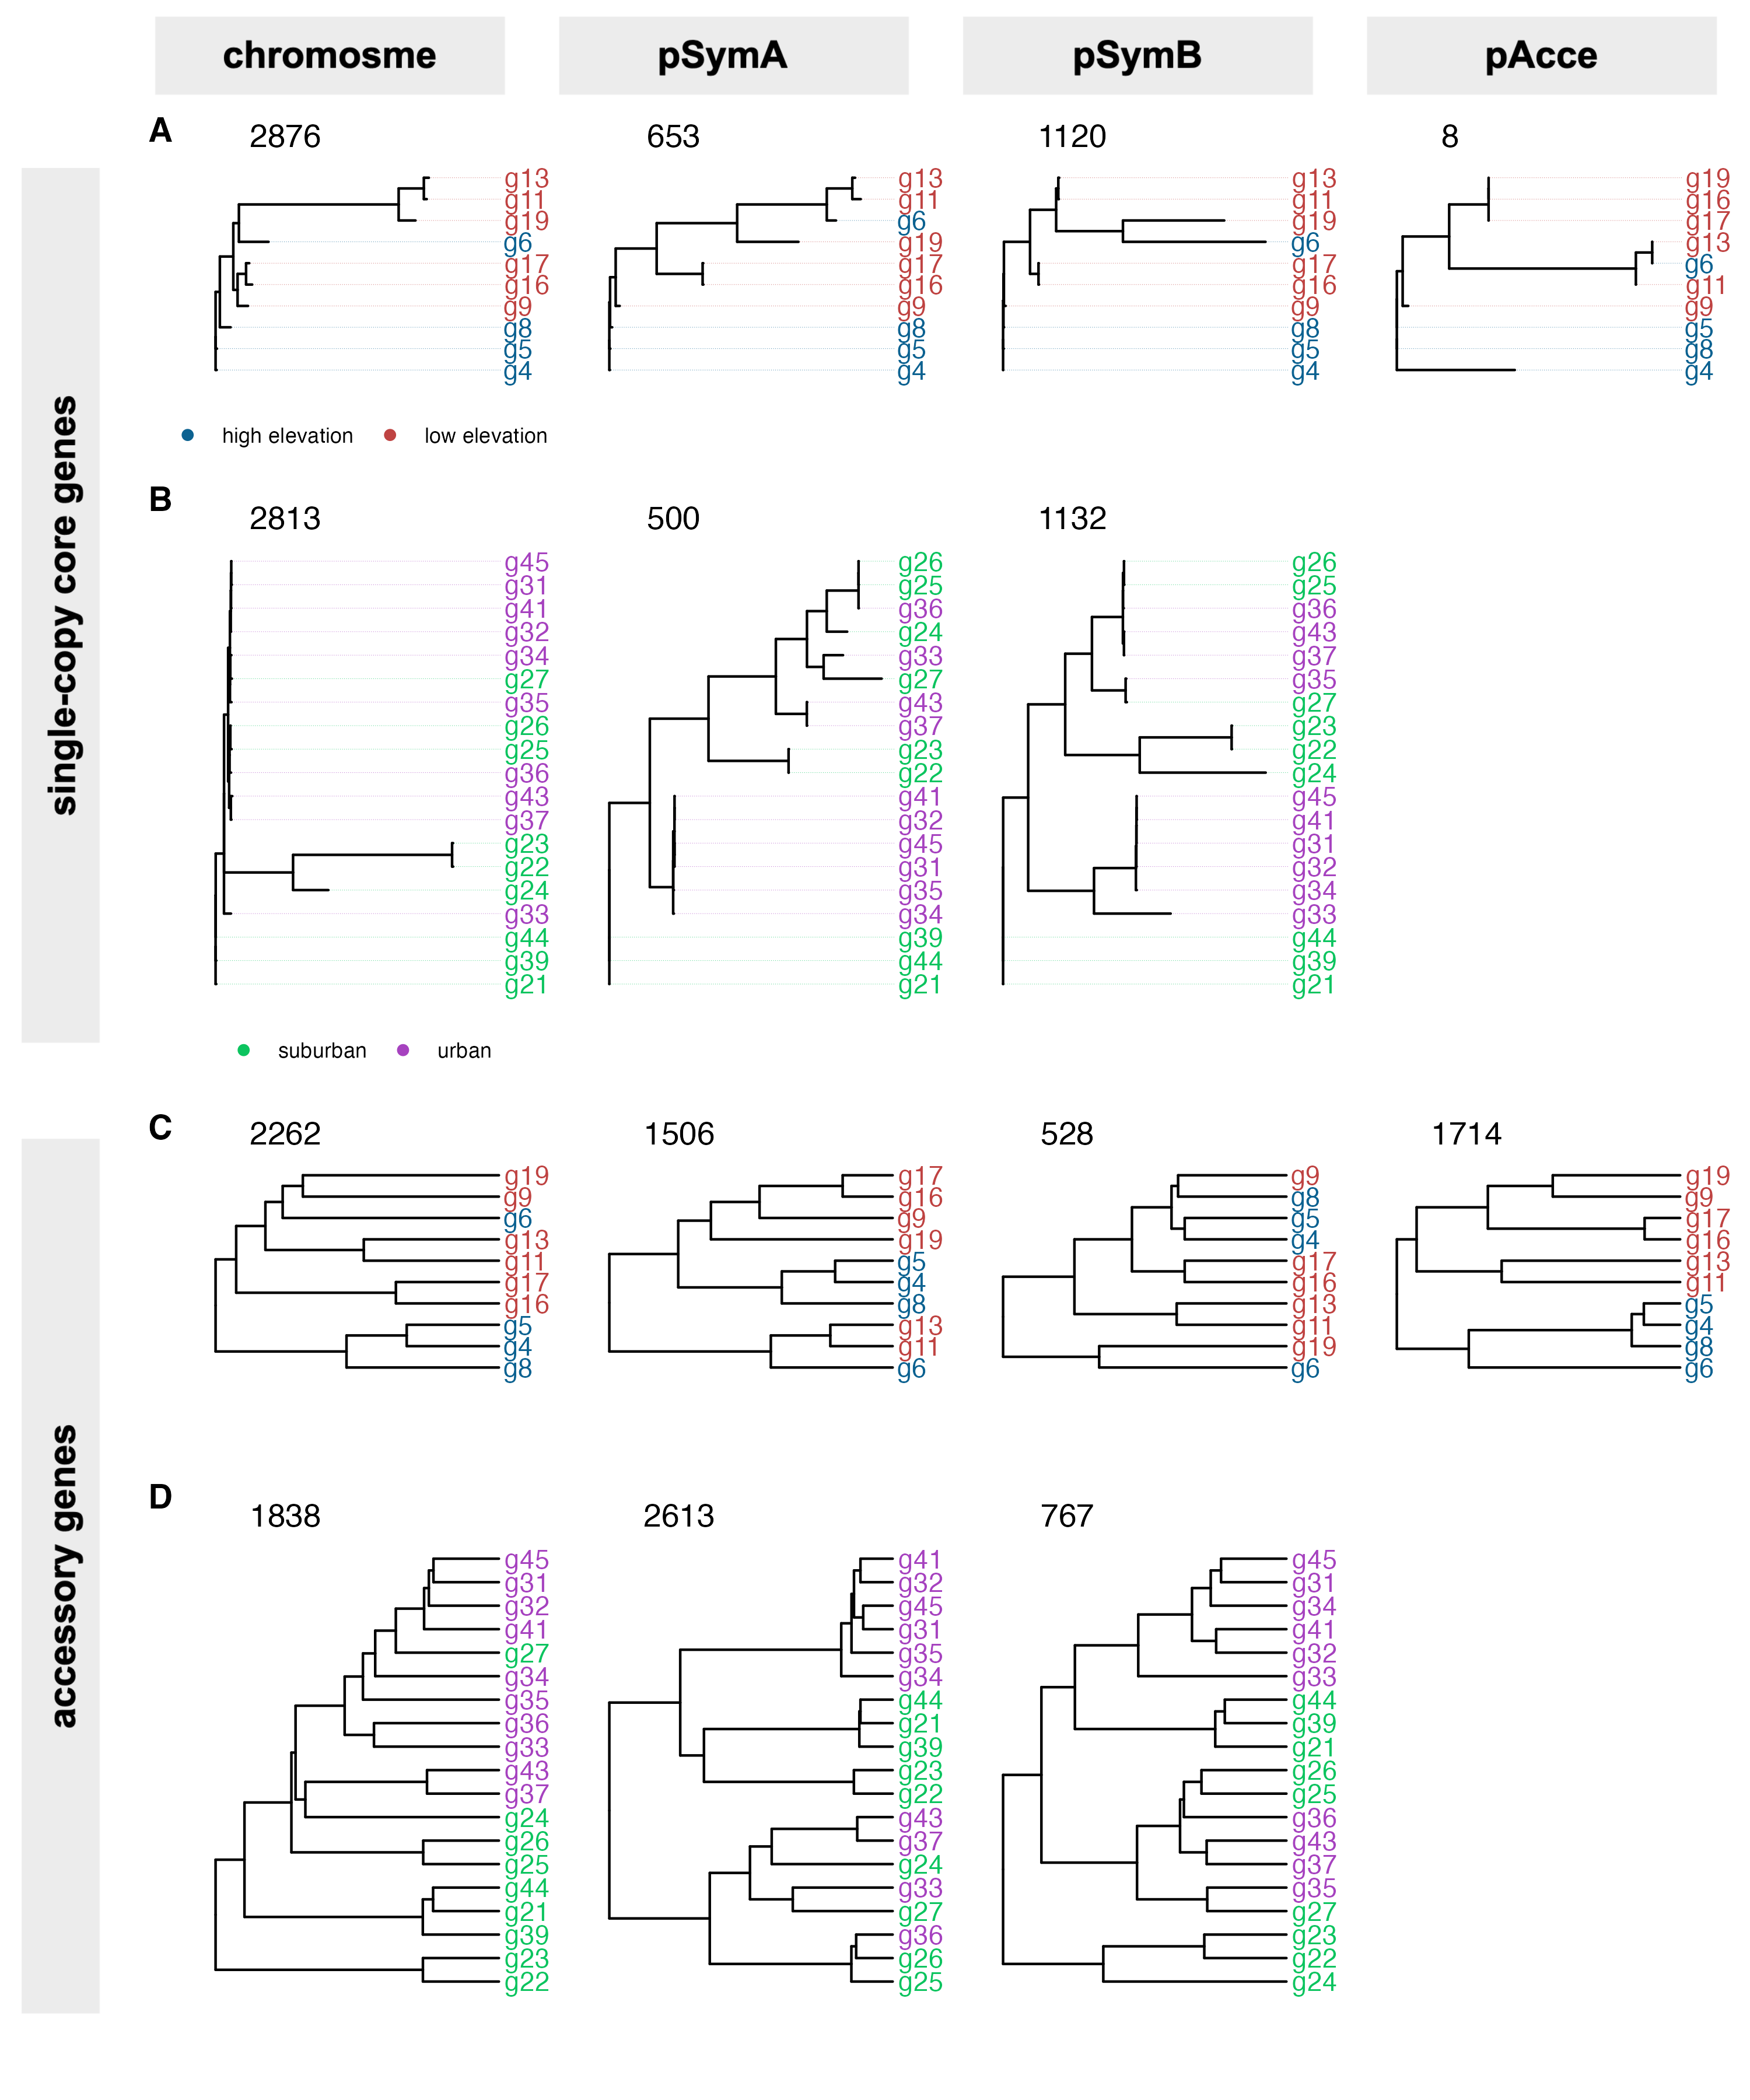 chromosme pSymA pSymB pAcce
single-copy core genes
A
2876 653 1120 8
g13 g13 g13 g19
g11 g11 g11 g16
g19 g6 g19 g17
g6 g19 g6 g13
g17 g17 g17 g6
g16 g16 g16 g11
g9 g9 g9 g9
g8 g8 g8 g5
g5 g5 g5 g8
g4 g4 g4 g4
high elevation low elevation
B
2813 500 1132
g45 g26 g26
g31 g25 g25
g41 g36 g36
g32 g24 g43
g34 g33 g37
g27 g27 g35
g35 g43 g27
g26 g37 g23
g25 g23 g22
g36 g22 g24
g43 g41 g45
g37 g32 g41
g23 g45 g31
g22 g31 g32
g24 g35 g34
g33 g34 g33
g44 g39 g44
g39 g44 g39
g21 g21 g21
suburban urban
accessory genes
C
2262 1506 528 1714
g19 g17 g9 g19
g9 g16 g8 g9
g6 g9 g5 g17
g13 g19 g4 g16
g11 g5 g17 g13
g17 g4 g16 g11
g16 g8 g13 g5
g5 g13 g11 g4
g4 g11 g19 g8
g8 g6 g6 g6
D
1838 2613 767
g45 g41 g45
g31 g32 g31
g32 g45 g34
g41 g31 g41
g27 g35 g32
g34 g34 g33
g35 g44 g44
g36 g21 g39
g33 g39 g21
g43 g23 g26
g37 g22 g25
g24 g43 g36
g26 g37 g43
g25 g24 g37
g44 g33 g35
g21 g27 g27
g39 g36 g23
g23 g26 g22
g22 g25 g24